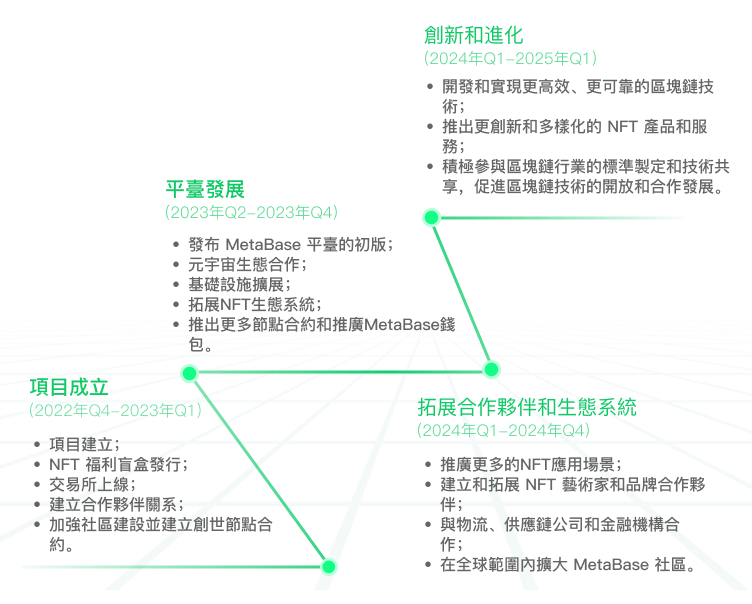 創新和進化
(2024年Q1-2025年Q1)
• 開發和實現更高效、更可靠的區塊鏈技
術;
• 推出更創新和多樣化的 NFT 產品和服
務;
• 積極參與區塊鏈行業的標準製定和技術共
享，促進區塊鏈技術的開放和合作發展。
平臺發展
(2023年Q2-2023年Q4)
• 發布 MetaBase 平臺的初版;
• 元宇宙生態合作;
• 基礎設施擴展;
• 拓展NFT生態系統;
• 推出更多節點合約和推廣MetaBase錢
包。
項目成立
(2022年Q4-2023年Q1)
• 項目建立;
• NFT 福利盲盒發行;
• 交易所上線;
• 建立合作夥伴關系;
• 加強社區建設並建立創世節點合
約。
拓展合作夥伴和生態系統
(2024年Q1-2024年Q4)
• 推廣更多的NFT應用場景;
• 建立和拓展 NFT 藝術家和品牌合作夥
伴;
• 與物流、供應鏈公司和金融機構合
作;
• 在全球範圍內擴大 MetaBase 社區。